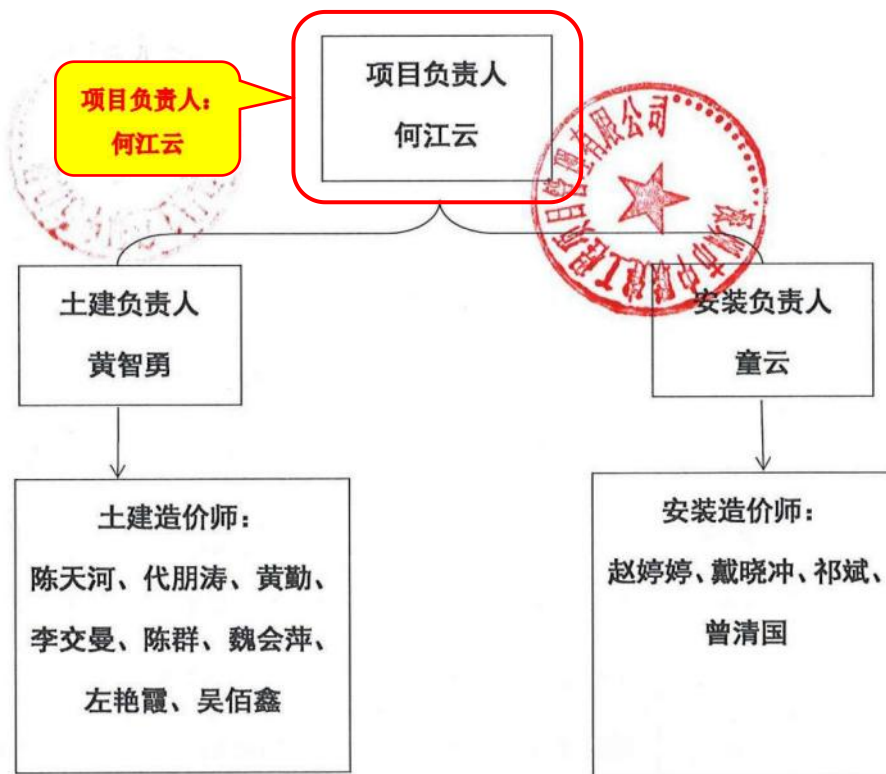 项目负责人
何江云
项目负责人：
何江云
土建负责人
黄智勇
安装负责人
童云
土建造价师：
陈天河、代朋涛、黄勤、
李交曼、陈群、魏会萍、
左艳霞、吴佰鑫
安装造价师：
赵婷婷、戴晓冲、祁斌、
曾清国